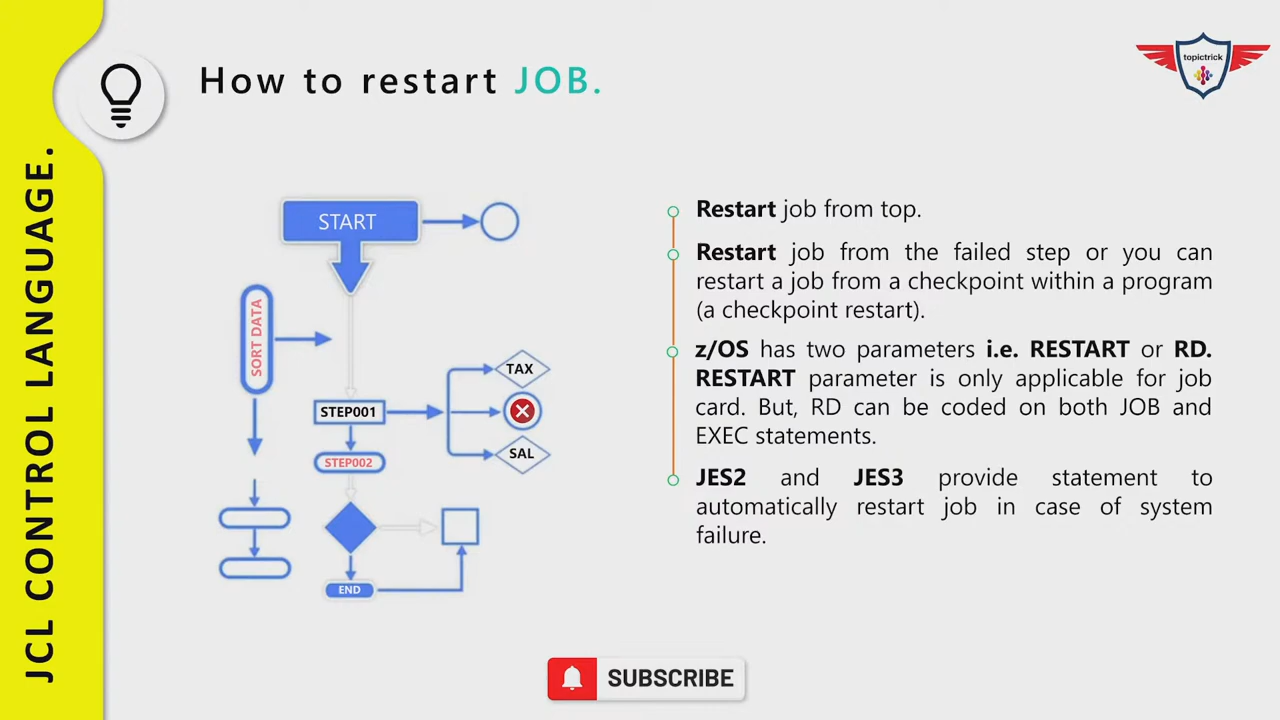 How to restart JOB.
topictrick
JCL CONTROL LANGUAGE.
START
SORT DATA
TAX
STEP001
SAL
STEP002
END
Restart job from top.
Restart job from the failed step or you can
restart a job from a checkpoint within a program
(a checkpoint restart).
z/OS has two parameters i.e. RESTART or RD.
RESTART parameter is only applicable for job
card. But, RD can be coded on both JOB and
EXEC statements.
JES2 and JES3 provide statement to
automatically restart job in case of system
failure.
SUBSCRIBE